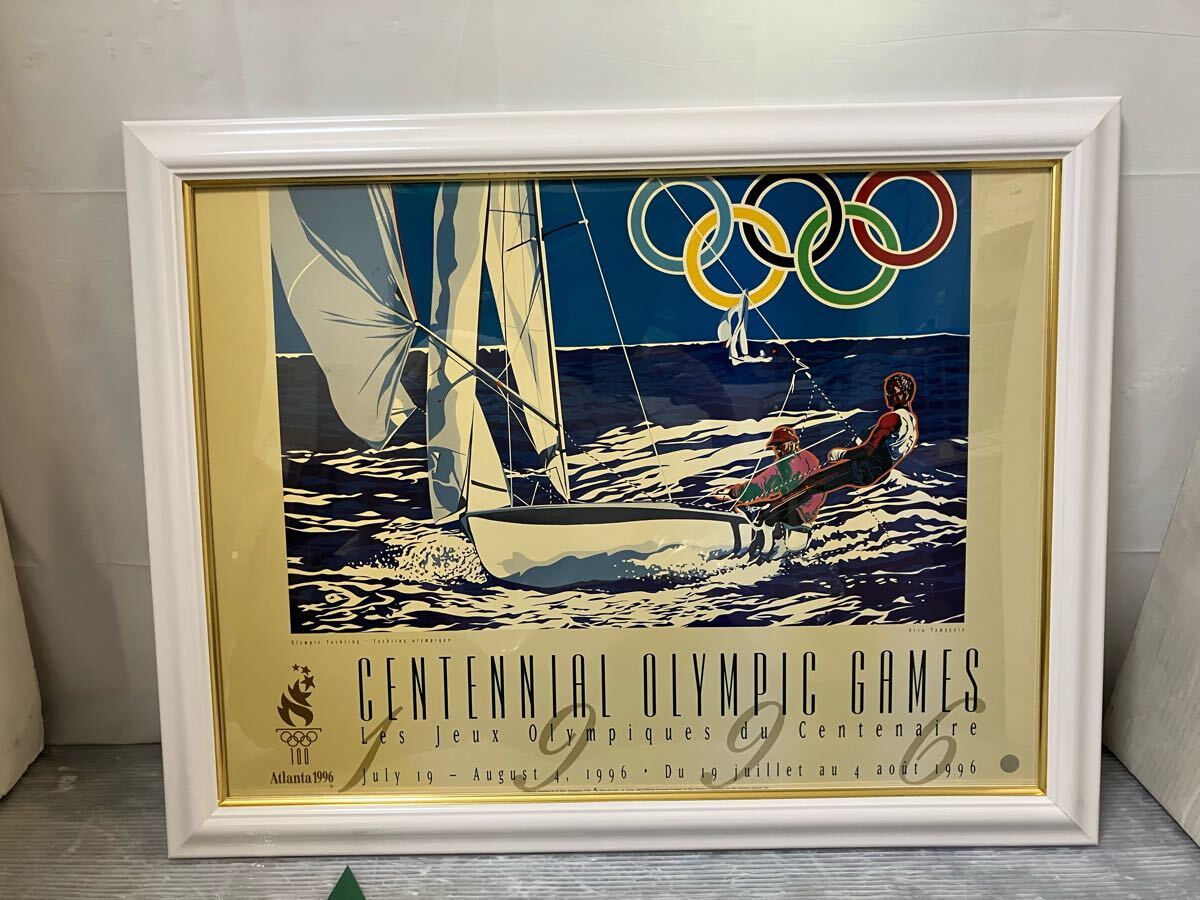 Olympic Yachting - Yachting olympique
Hiro Yamagata
CENTENNIAL OLYMPIC GAMES
1996
Les Jeux Olympiques du Centenaire
100
Atlanta 1996
July 19 – August 4, 1996 • Du 19 juillet au 4 août 1996